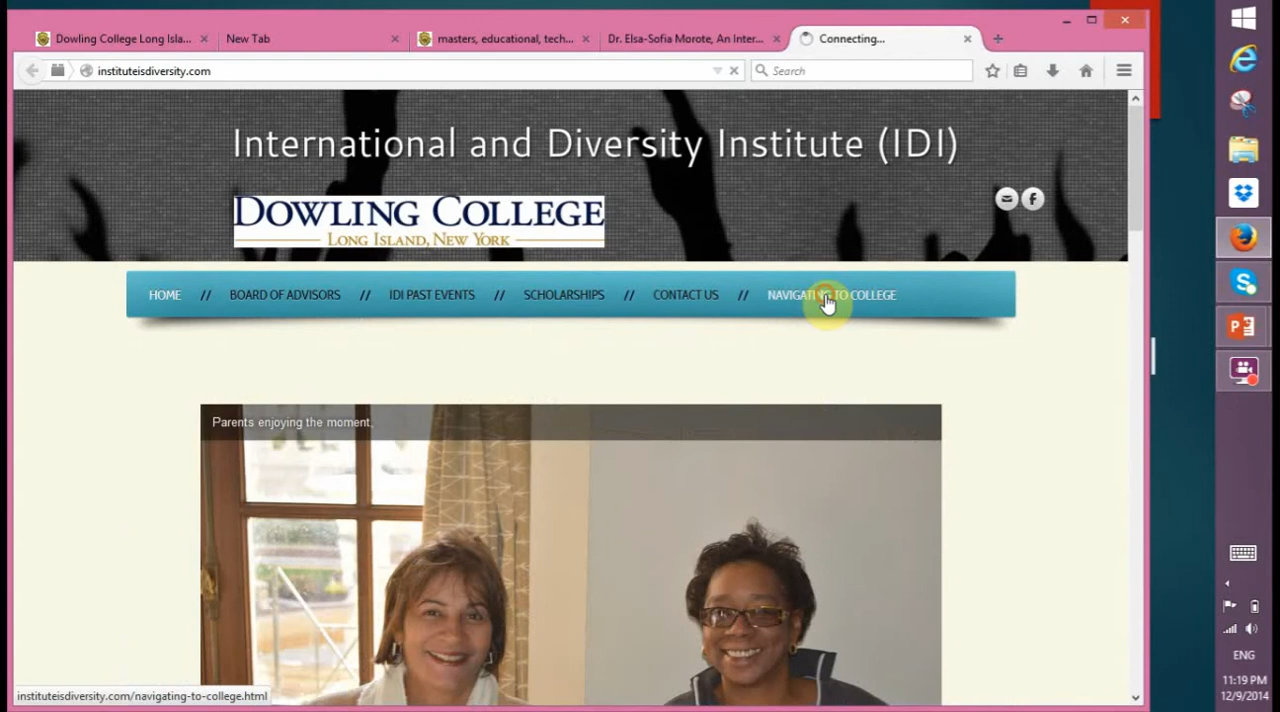 Dowling College Long Isla...
New Tab
masters, educational, tech...
Dr. Elsa-Sofia Morote, An Inter...
Connecting...
instituteisdiversity.com
Search
International and Diversity Institute (IDI)
DOWLING COLLEGE
LONG ISLAND, NEW YORK
HOME // BOARD OF ADVISORS // IDI PAST EVENTS // SCHOLARSHIPS // CONTACT US // NAVIGATING TO COLLEGE
Parents enjoying the moment,
instituteisdiversity.com/navigating-to-college.html
ENG
11:19 PM
12/9/2014